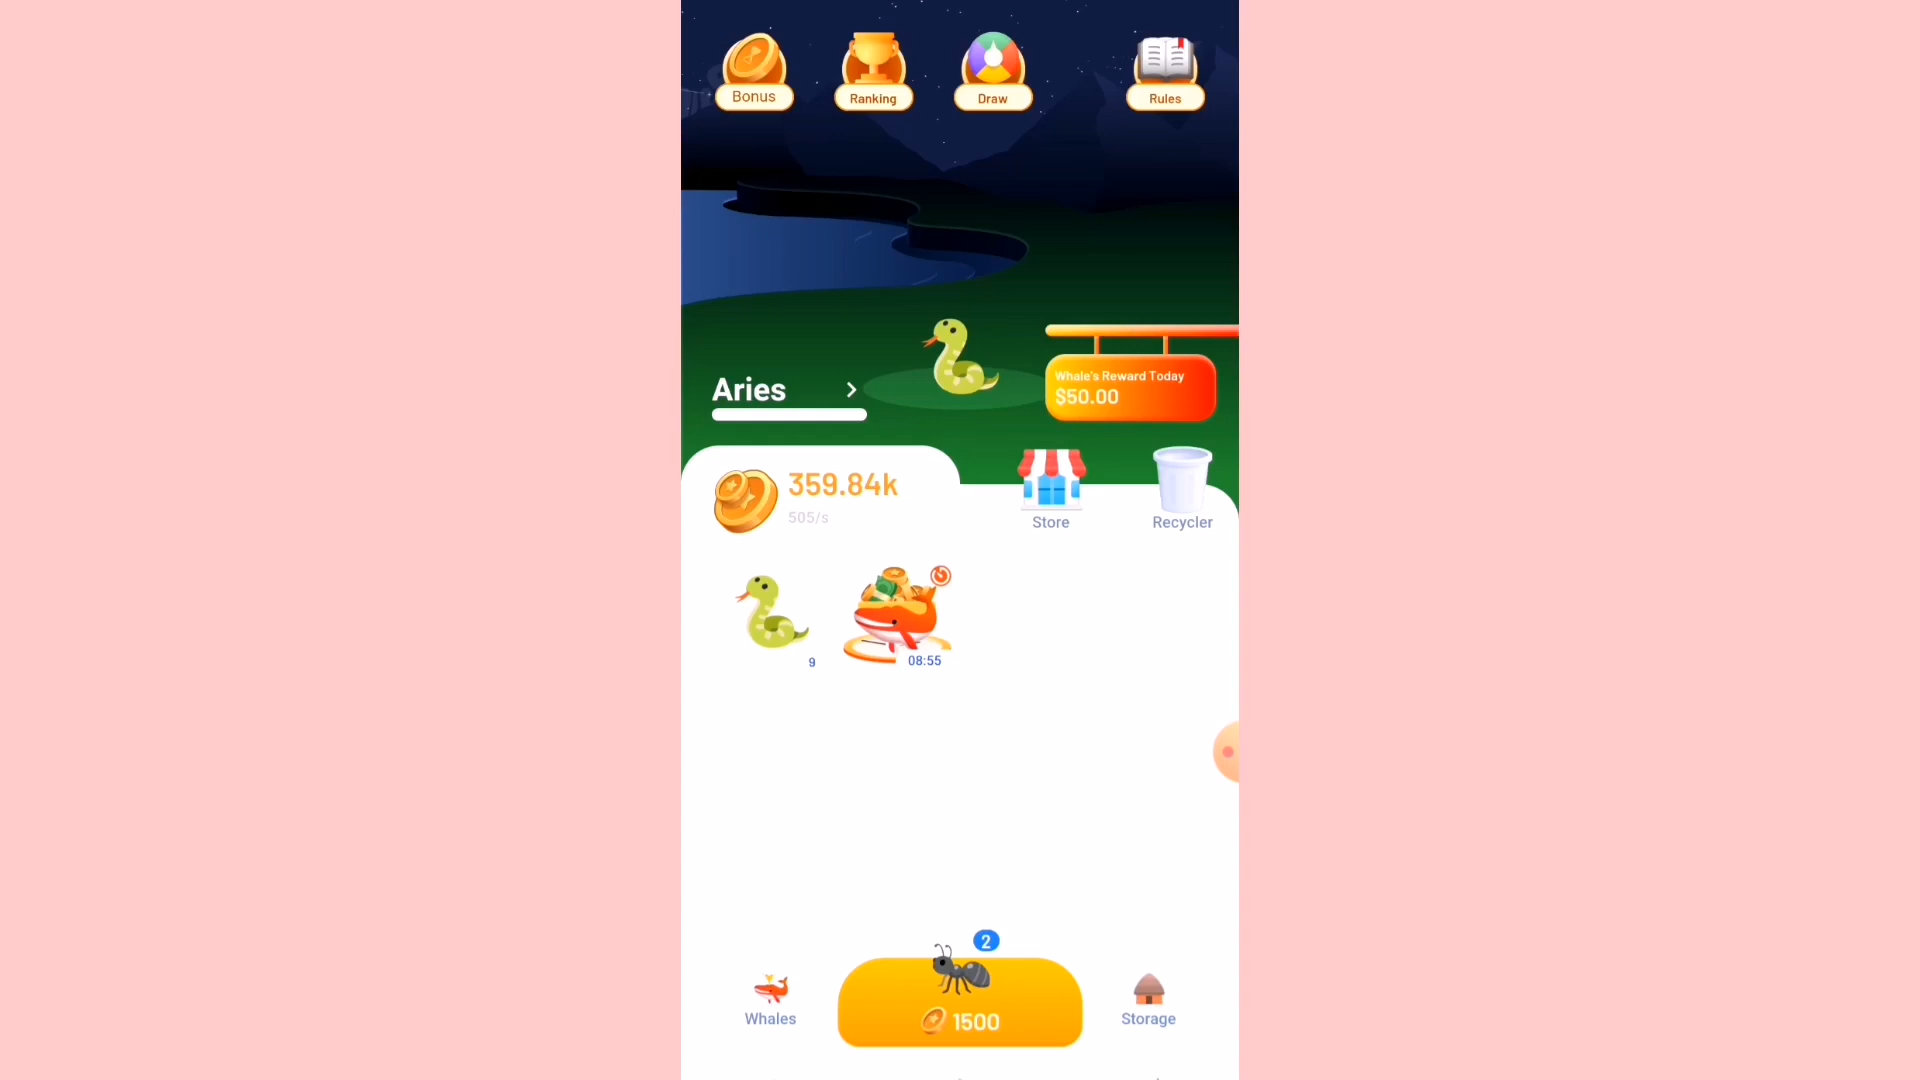 Bonus
Ranking
Draw
Rules
Aries
Whale's Reward Today
$50.00
359.84k
505/s
Store
Recycler
9
08:55
2
1500
Whales
Storage